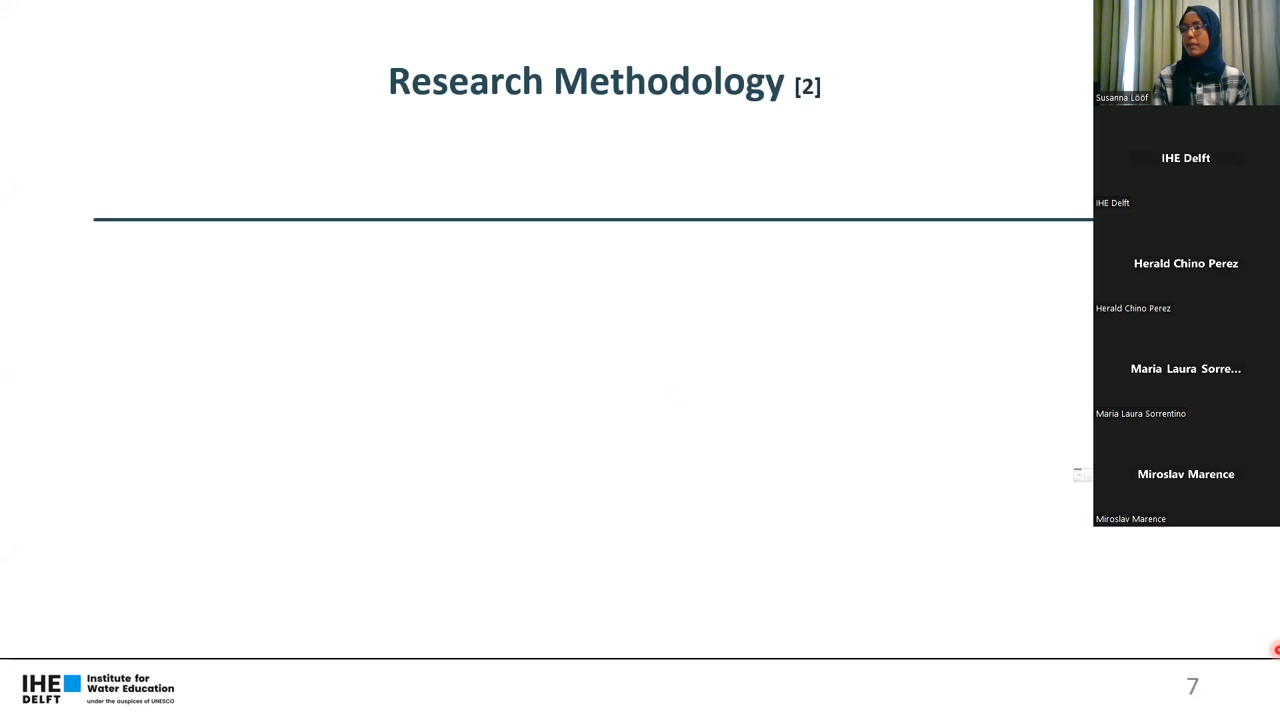 Research Methodology [2]
Susanna Lööf
IHE Delft
IHE Delft
Herald Chino Perez
Herald Chino Perez
Maria Laura Sorre...
Maria Laura Sorrentino
Miroslav Marence
Miroslav Marence
IHE
DELFT
Institute for
Water Education
under the auspices of UNESCO
7